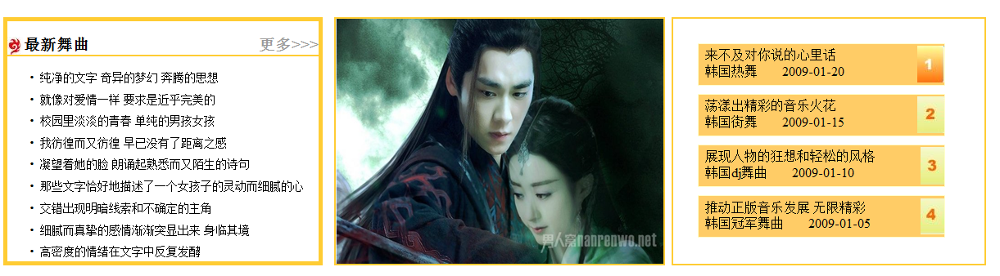 最新舞曲 更多>>>
纯净的文字 奇异的梦幻 奔腾的思想
就像对爱情一样 要求是近乎完美的
校园里淡淡的青春 单纯的男孩女孩
我彷徨而又彷徨 早已没有了距离之感
凝望着她的脸 朗诵起熟悉而又陌生的诗句
那些文字恰好地描述了一个女孩子的灵动而细腻的心
交错出现明暗线索和不确定的主角
细腻而真挚的感情渐渐突显出来 身临其境
高密度的情绪在文字中反复发酵
男人窝nanrenwo.net
来不及对你说的心里话
韩国热舞 2009-01-20
1
荡漾出精彩的音乐火花
韩国街舞 2009-01-15
2
展现人物的狂想和轻松的风格
韩国dj舞曲 2009-01-10
3
推动正版音乐发展 无限精彩
韩国冠军舞曲 2009-01-05
4